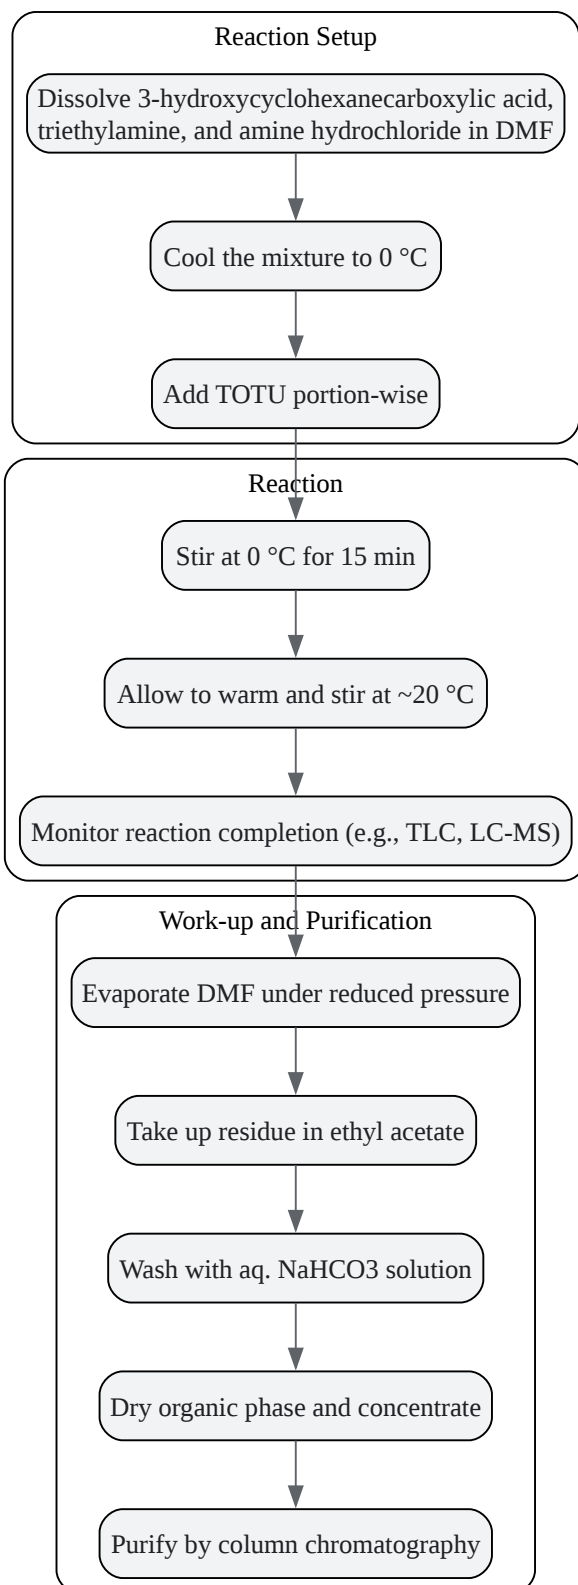 Reaction Setup
Dissolve 3-hydroxycyclohexanecarboxylic acid,
triethylamine, and amine hydrochloride in DMF
Cool the mixture to 0 °C
Add TOTU portion-wise
Reaction
Stir at 0 °C for 15 min
Allow to warm and stir at ~20 °C
Monitor reaction completion (e.g., TLC, LC-MS)
Work-up and Purification
Evaporate DMF under reduced pressure
Take up residue in ethyl acetate
Wash with aq. NaHCO3 solution
Dry organic phase and concentrate
Purify by column chromatography